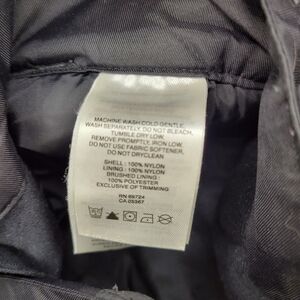 MACHINE WASH COLD GENTLE,
WASH SEPARATELY, DO NOT BLEACH,
TUMBLE DRY LOW,
REMOVE PROMPTLY, IRON LOW,
DO NOT USE FABRIC SOFTENER,
DO NOT DRYCLEAN
SHELL : 100% NYLON
LINING : 100% NYLON
BRUSHED LINING :
100% POLYESTER
EXCLUSIVE OF TRIMMING
RN 89724
CA 05367